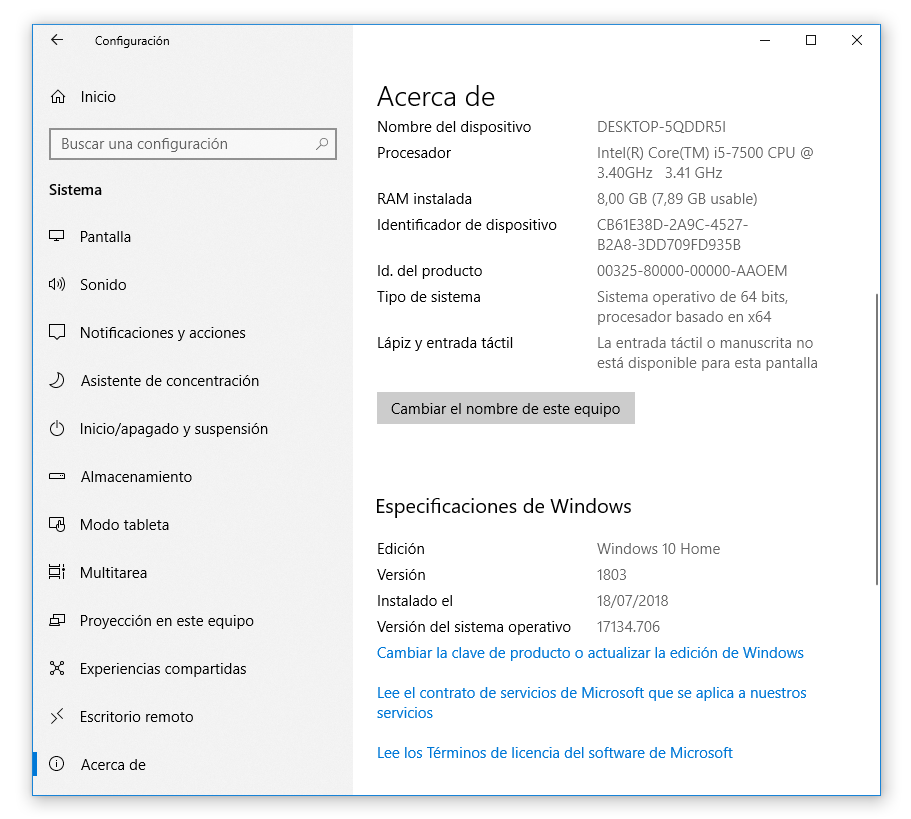 Configuración
Inicio
Buscar una configuración
Sistema
Pantalla
Sonido
Notificaciones y acciones
Asistente de concentración
Inicio/apagado y suspensión
Almacenamiento
Modo tableta
Multitarea
Proyección en este equipo
Experiencias compartidas
Escritorio remoto
Acerca de
Acerca de
Nombre del dispositivo DESKTOP-5QDDR5I
Procesador Intel(R) Core(TM) i5-7500 CPU @
3.40GHz 3.41 GHz
RAM instalada 8,00 GB (7,89 GB usable)
Identificador de dispositivo CB61E38D-2A9C-4527-
B2A8-3DD709FD935B
Id. del producto 00325-80000-00000-AAOEM
Tipo de sistema Sistema operativo de 64 bits,
procesador basado en x64
Lápiz y entrada táctil La entrada táctil o manuscrita no
está disponible para esta pantalla
Cambiar el nombre de este equipo
Especificaciones de Windows
Edición Windows 10 Home
Versión 1803
Instalado el 18/07/2018
Versión del sistema operativo 17134.706
Cambiar la clave de producto o actualizar la edición de Windows
Lee el contrato de servicios de Microsoft que se aplica a nuestros
servicios
Lee los Términos de licencia del software de Microsoft